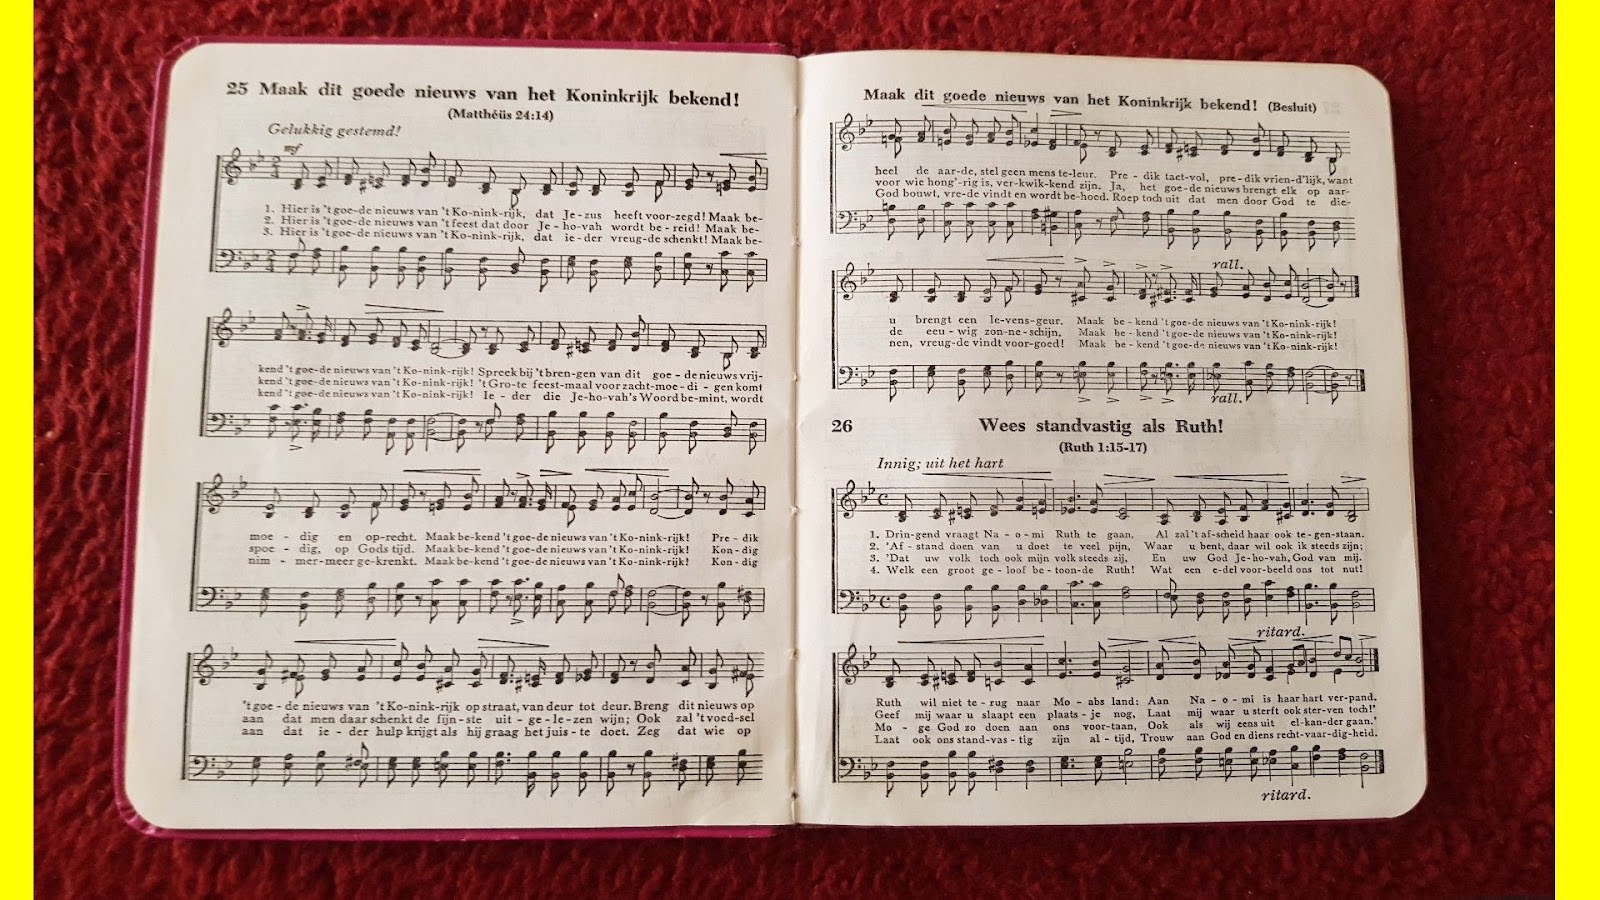 25 Maak dit goede nieuws van het Koninkrijk bekend!
(Matthéüs 24:14)
Gelukkig gestemd!
mf
1. Hier is 't goe-de nieuws van 't Ko-nink-rijk, dat Je-zus heeft voor-zegd! Maak be-
2. Hier is 't goe-de nieuws van 't feest dat door Je-ho-vah wordt be-reid! Maak be-
3. Hier is 't goe-de nieuws van 't Ko-nink-rijk, dat ie-der vreug-de schenkt! Maak be-
kend 't goe-de nieuws van 't Ko-nink-rijk! Spreek bij 't bren-gen van dit goe-de nieuws vrij-
kend 't goe-de nieuws van 't Ko-nink-rijk! 't Gro-te feest-maal voor zacht-moe-di-gen komt
kend 't goe-de nieuws van 't Ko-nink-rijk! Ie-der die Je-ho-vah's Woord be-mint, wordt
moe-dig en op-recht. Maak be-kend 't goe-de nieuws van 't Ko-nink-rijk! Pre-dik
spoe-dig, op Gods tijd. Maak be-kend 't goe-de nieuws van 't Ko-nink-rijk! Kon-dig
nim-mer-meer ge-krenkt. Maak be-kend 't goe-de nieuws van 't Ko-nink-rijk! Kon-dig
't goe-de nieuws van 't Ko-nink-rijk op straat, van deur tot deur. Breng dit nieuws op
aan dat men daar schenkt de fijn-ste uit-ge-le-zen wijn; Ook zal 't voed-sel
aan dat ie-der hulp krijgt als hij graag het juis-te doet. Zeg dat wie op
Maak dit goede nieuws van het Koninkrijk bekend! (Besluit)
heel de aar-de, stel geen mens te-leur. Pre-dik tact-vol, pre-dik vrien-d'lijk, want
voor wie hong'-rig is, ver-kwik-kend zijn. Ja, het goe-de nieuws brengt elk op aar-
God bouwt, vre-de vindt en wordt be-hoed. Roep toch uit dat men door God te die-
rall.
u brengt een le-vens-geur. Maak be-kend 't goe-de nieuws van 't Ko-nink-rijk!
de eeu-wig zon-ne-schijn. Maak be-kend 't goe-de nieuws van 't Ko-nink-rijk!
nen, vreug-de vindt voor-goed! Maak be-kend 't goe-de nieuws van 't Ko-nink-rijk!
rall.
26 Wees standvastig als Ruth!
(Ruth 1:15-17)
Innig; uit het hart
1. Drin-gend vraagt Na-o-mi Ruth te gaan, Al zal 't af-scheid haar ook te-gen-staan.
2. 'Af-stand doen van u doet te veel pijn, Waar u bent, daar wil ook ik steeds zijn;
3. 'Dat uw volk toch ook mijn volk steeds zij, En uw God Je-ho-vah, God van mij.
4. Welk een groot ge-loof be-toon-de Ruth! Wat een e-del voor-beeld ons tot nut!
ritard.
Ruth wil niet te-rug naar Mo-abs land; Aan Na-o-mi is haar hart ver-pand.
Geef mij waar u slaapt een plaats-je nog, Laat mij waar u sterft ook ster-ven toch!'
Mo-ge God zo doen aan ons voor-taan, Ook als wij eens uit el-kan-der gaan.'
Laat ook ons stand-vas-tig zijn al-tijd, Trouw aan God en diens recht-vaar-dig-heid.
ritard.